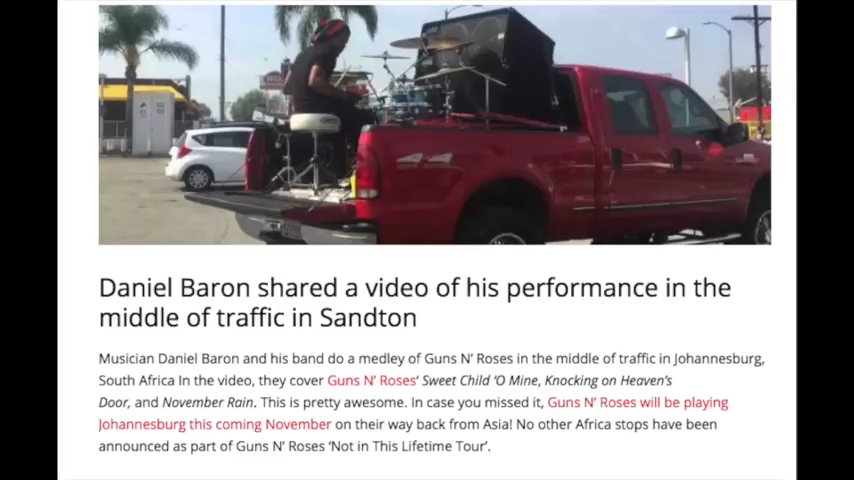 4x4
Daniel Baron shared a video of his performance in the
middle of traffic in Sandton
Musician Daniel Baron and his band do a medley of Guns N’ Roses in the middle of traffic in Johannesburg,
South Africa In the video, they cover Guns N’ Roses‘ Sweet Child ‘O Mine, Knocking on Heaven’s
Door, and November Rain. This is pretty awesome. In case you missed it, Guns N’ Roses will be playing
Johannesburg this coming November on their way back from Asia! No other Africa stops have been
announced as part of Guns N’ Roses ‘Not in This Lifetime Tour’.